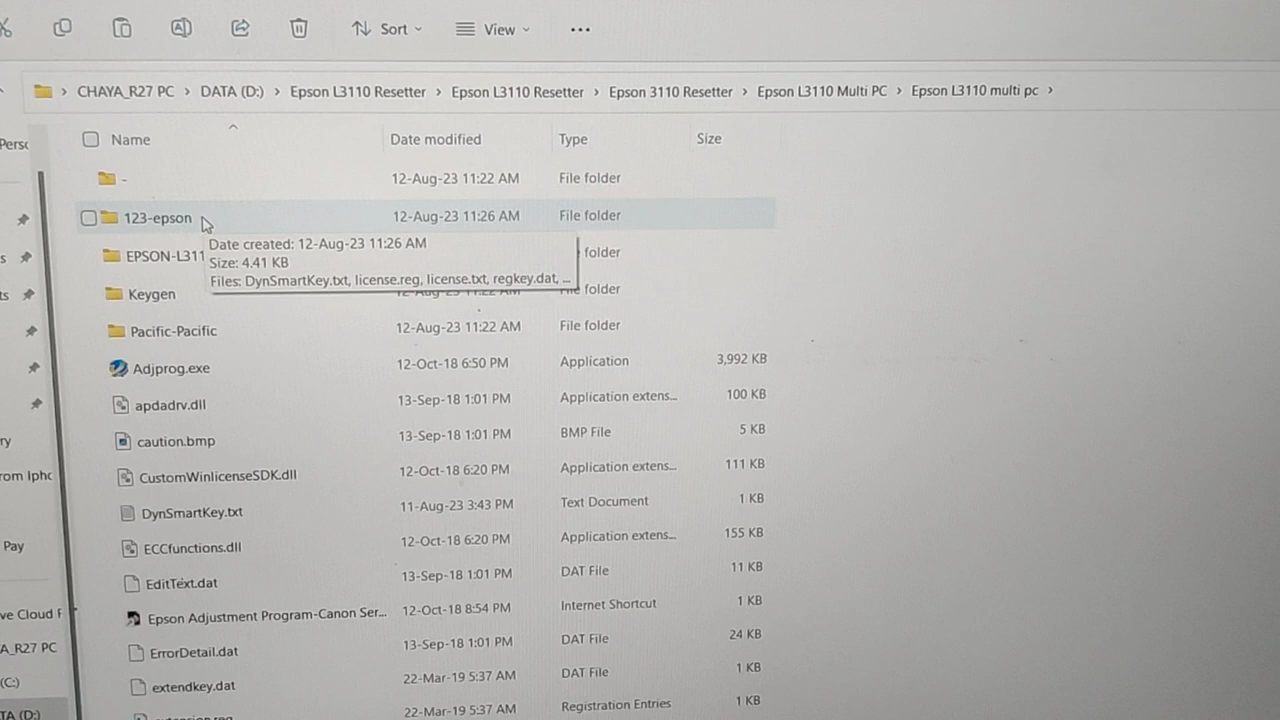 Sort View
CHAYA_R27 PC DATA (D:) Epson L3110 Resetter Epson L3110 Resetter Epson 3110 Resetter Epson L3110 Multi PC Epson L3110 multi pc
Name Date modified Type Size
- 12-Aug-23 11:22 AM File folder
123-epson 12-Aug-23 11:26 AM File folder
Date created: 12-Aug-23 11:26 AM
Size: 4.41 KB
Files: DynSmartKey.txt, license.reg, license.txt, regkey.dat, ...
EPSON-L311 folder
Keygen folder
Pacific-Pacific 12-Aug-23 11:22 AM File folder
Adjprog.exe 12-Oct-18 6:50 PM Application 3,992 KB
apdadrv.dll 13-Sep-18 1:01 PM Application extens... 100 KB
caution.bmp 13-Sep-18 1:01 PM BMP File 5 KB
CustomWinlicenseSDK.dll 12-Oct-18 6:20 PM Application extens... 111 KB
DynSmartKey.txt 11-Aug-23 3:43 PM Text Document 1 KB
ECCfunctions.dll 12-Oct-18 6:20 PM Application extens... 155 KB
EditText.dat 13-Sep-18 1:01 PM DAT File 11 KB
Epson Adjustment Program-Canon Ser... 12-Oct-18 8:54 PM Internet Shortcut 1 KB
ErrorDetail.dat 13-Sep-18 1:01 PM DAT File 24 KB
extendkey.dat 22-Mar-19 5:37 AM DAT File 1 KB
22-Mar-19 5:37 AM Registration Entries 1 KB
Pers
ts
ry
rom Ipho
Pay
ve Cloud F
A_R27 PC
(C:)
TA (D:)